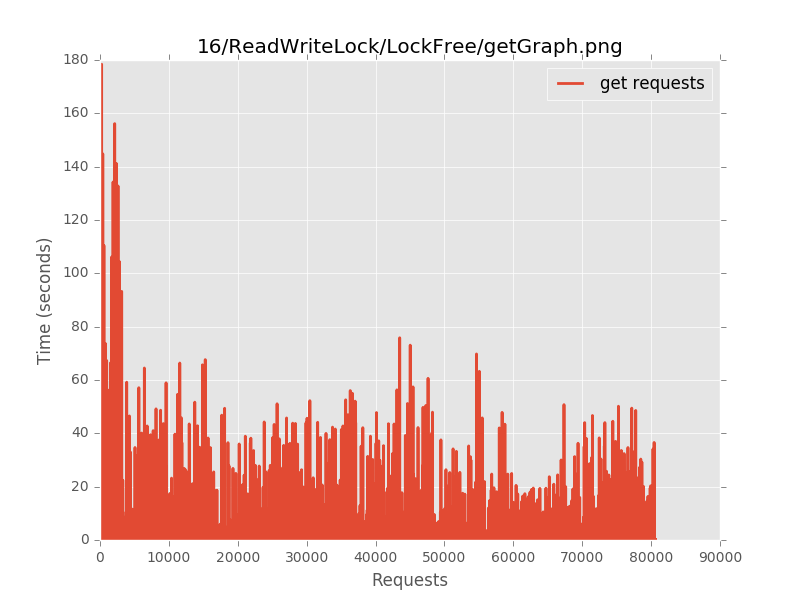 16/ReadWriteLock/LockFree/getGraph.png
get requests
Time (seconds)
180
160
140
120
100
80
60
40
20
0
0 10000 20000 30000 40000 50000 60000 70000 80000 90000
Requests